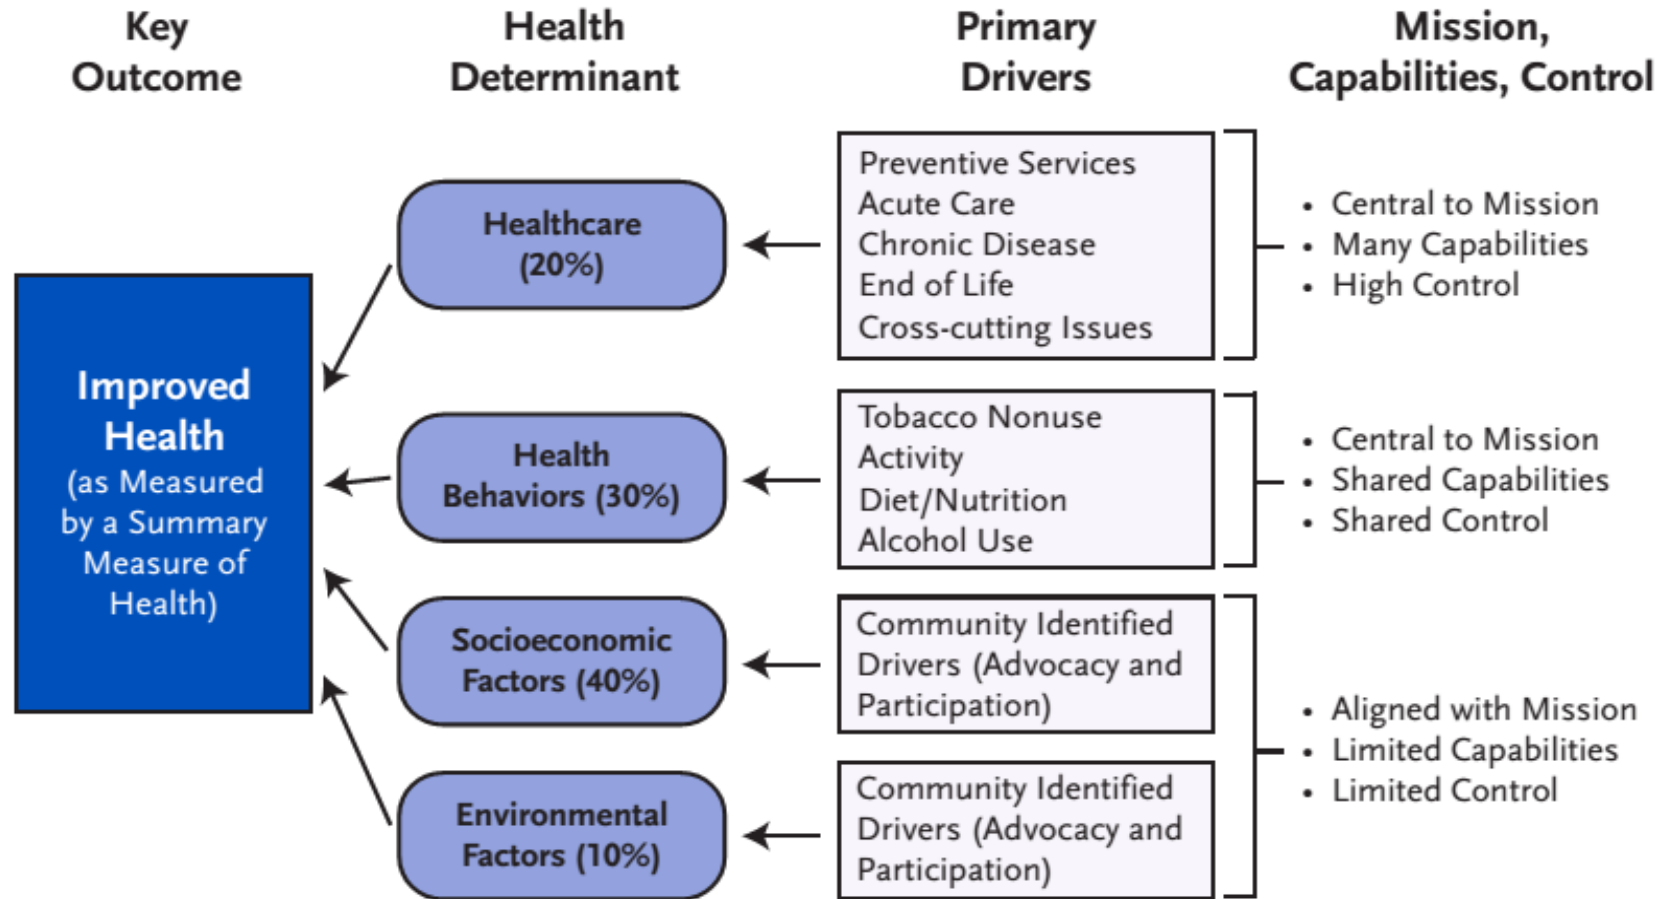 Key
Outcome
Health
Determinant
Primary
Drivers
Mission,
Capabilities, Control
Improved
Health
(as Measured
by a Summary
Measure of
Health)
Healthcare
(20%)
Preventive Services
Acute Care
Chronic Disease
End of Life
Cross-cutting Issues
• Central to Mission
• Many Capabilities
• High Control
Health
Behaviors (30%)
Tobacco Nonuse
Activity
Diet/Nutrition
Alcohol Use
• Central to Mission
• Shared Capabilities
• Shared Control
Socioeconomic
Factors (40%)
Community Identified
Drivers (Advocacy and
Participation)
Environmental
Factors (10%)
Community Identified
Drivers (Advocacy and
Participation)
• Aligned with Mission
• Limited Capabilities
• Limited Control